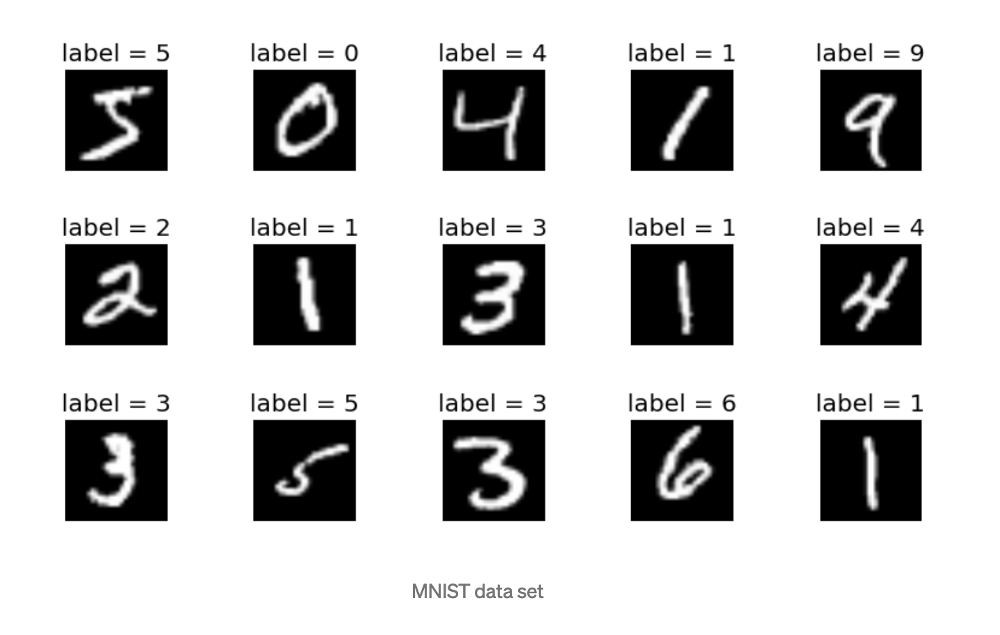 label = 5 label = 0 label = 4 label = 1 label = 9
5 0 4 1 9
label = 2 label = 1 label = 3 label = 1 label = 4
2 1 3 1 4
label = 3 label = 5 label = 3 label = 6 label = 1
3 5 3 6 1
MNIST data set